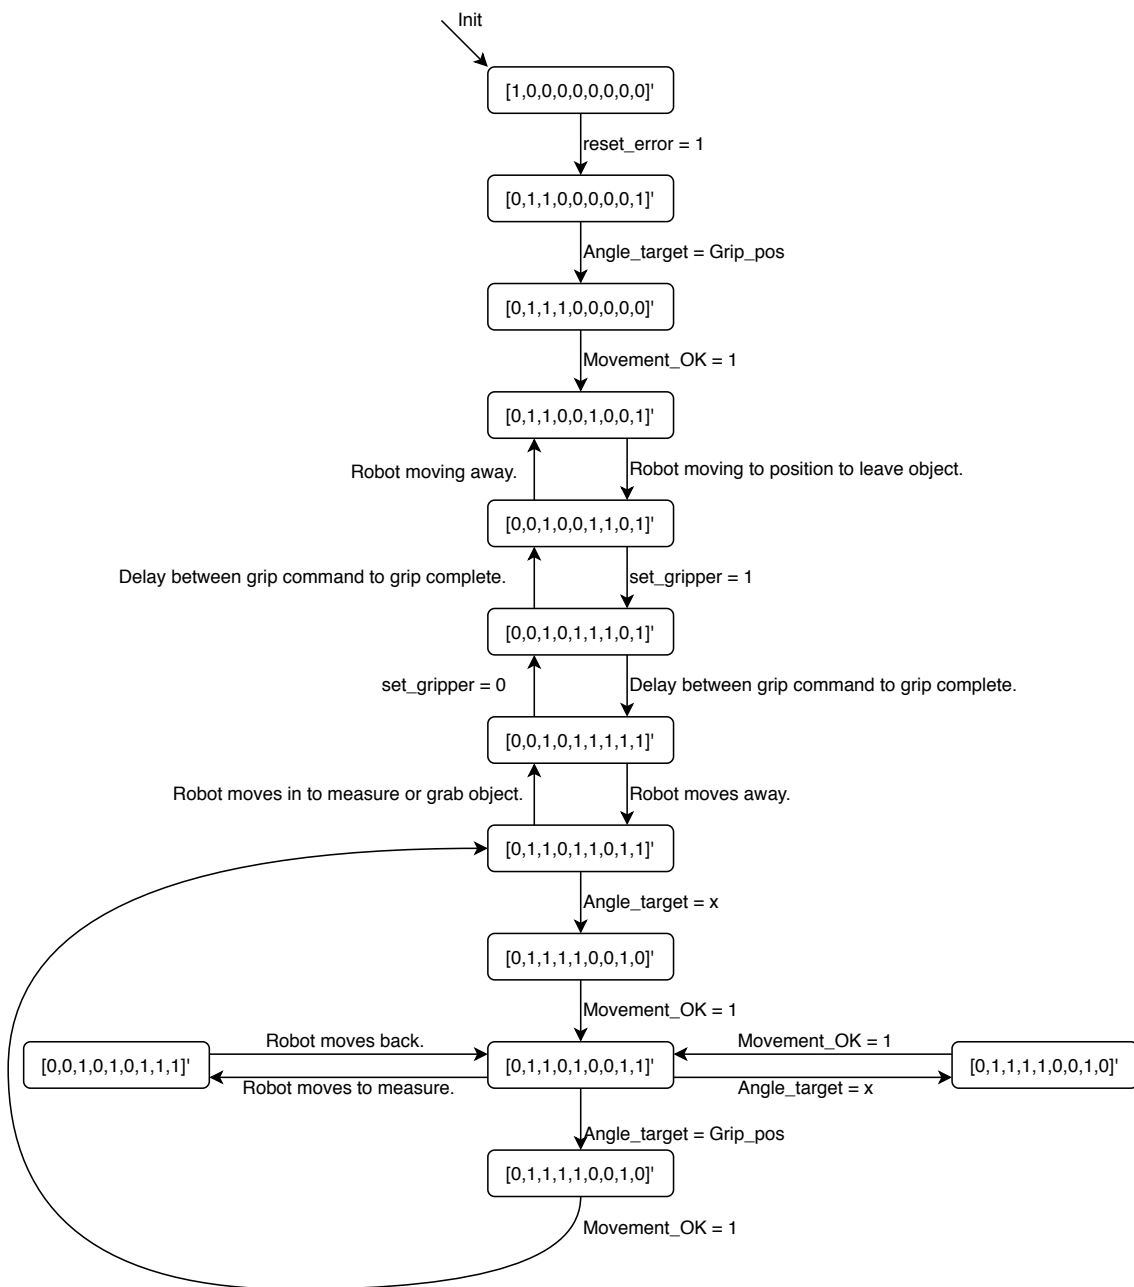 Init
[1,0,0,0,0,0,0,0,0]'
reset_error = 1
[0,1,1,0,0,0,0,0,1]'
Angle_target = Grip_pos
[0,1,1,1,0,0,0,0,0]'
Movement_OK = 1
[0,1,1,0,0,1,0,0,1]'
Robot moving away.
Robot moving to position to leave object.
[0,0,1,0,0,1,1,0,1]'
Delay between grip command to grip complete.
set_gripper = 1
[0,0,1,0,1,1,1,0,1]'
set_gripper = 0
Delay between grip command to grip complete.
[0,0,1,0,1,1,1,1,1]'
Robot moves in to measure or grab object.
Robot moves away.
[0,1,1,0,1,1,0,1,1]'
Angle_target = x
[0,1,1,1,1,0,0,1,0]'
Movement_OK = 1
Robot moves back.
Movement_OK = 1
[0,0,1,0,1,0,1,1,1]'
[0,1,1,0,1,0,0,1,1]'
[0,1,1,1,1,0,0,1,0]'
Robot moves to measure.
Angle_target = x
Angle_target = Grip_pos
[0,1,1,1,1,0,0,1,0]'
Movement_OK = 1